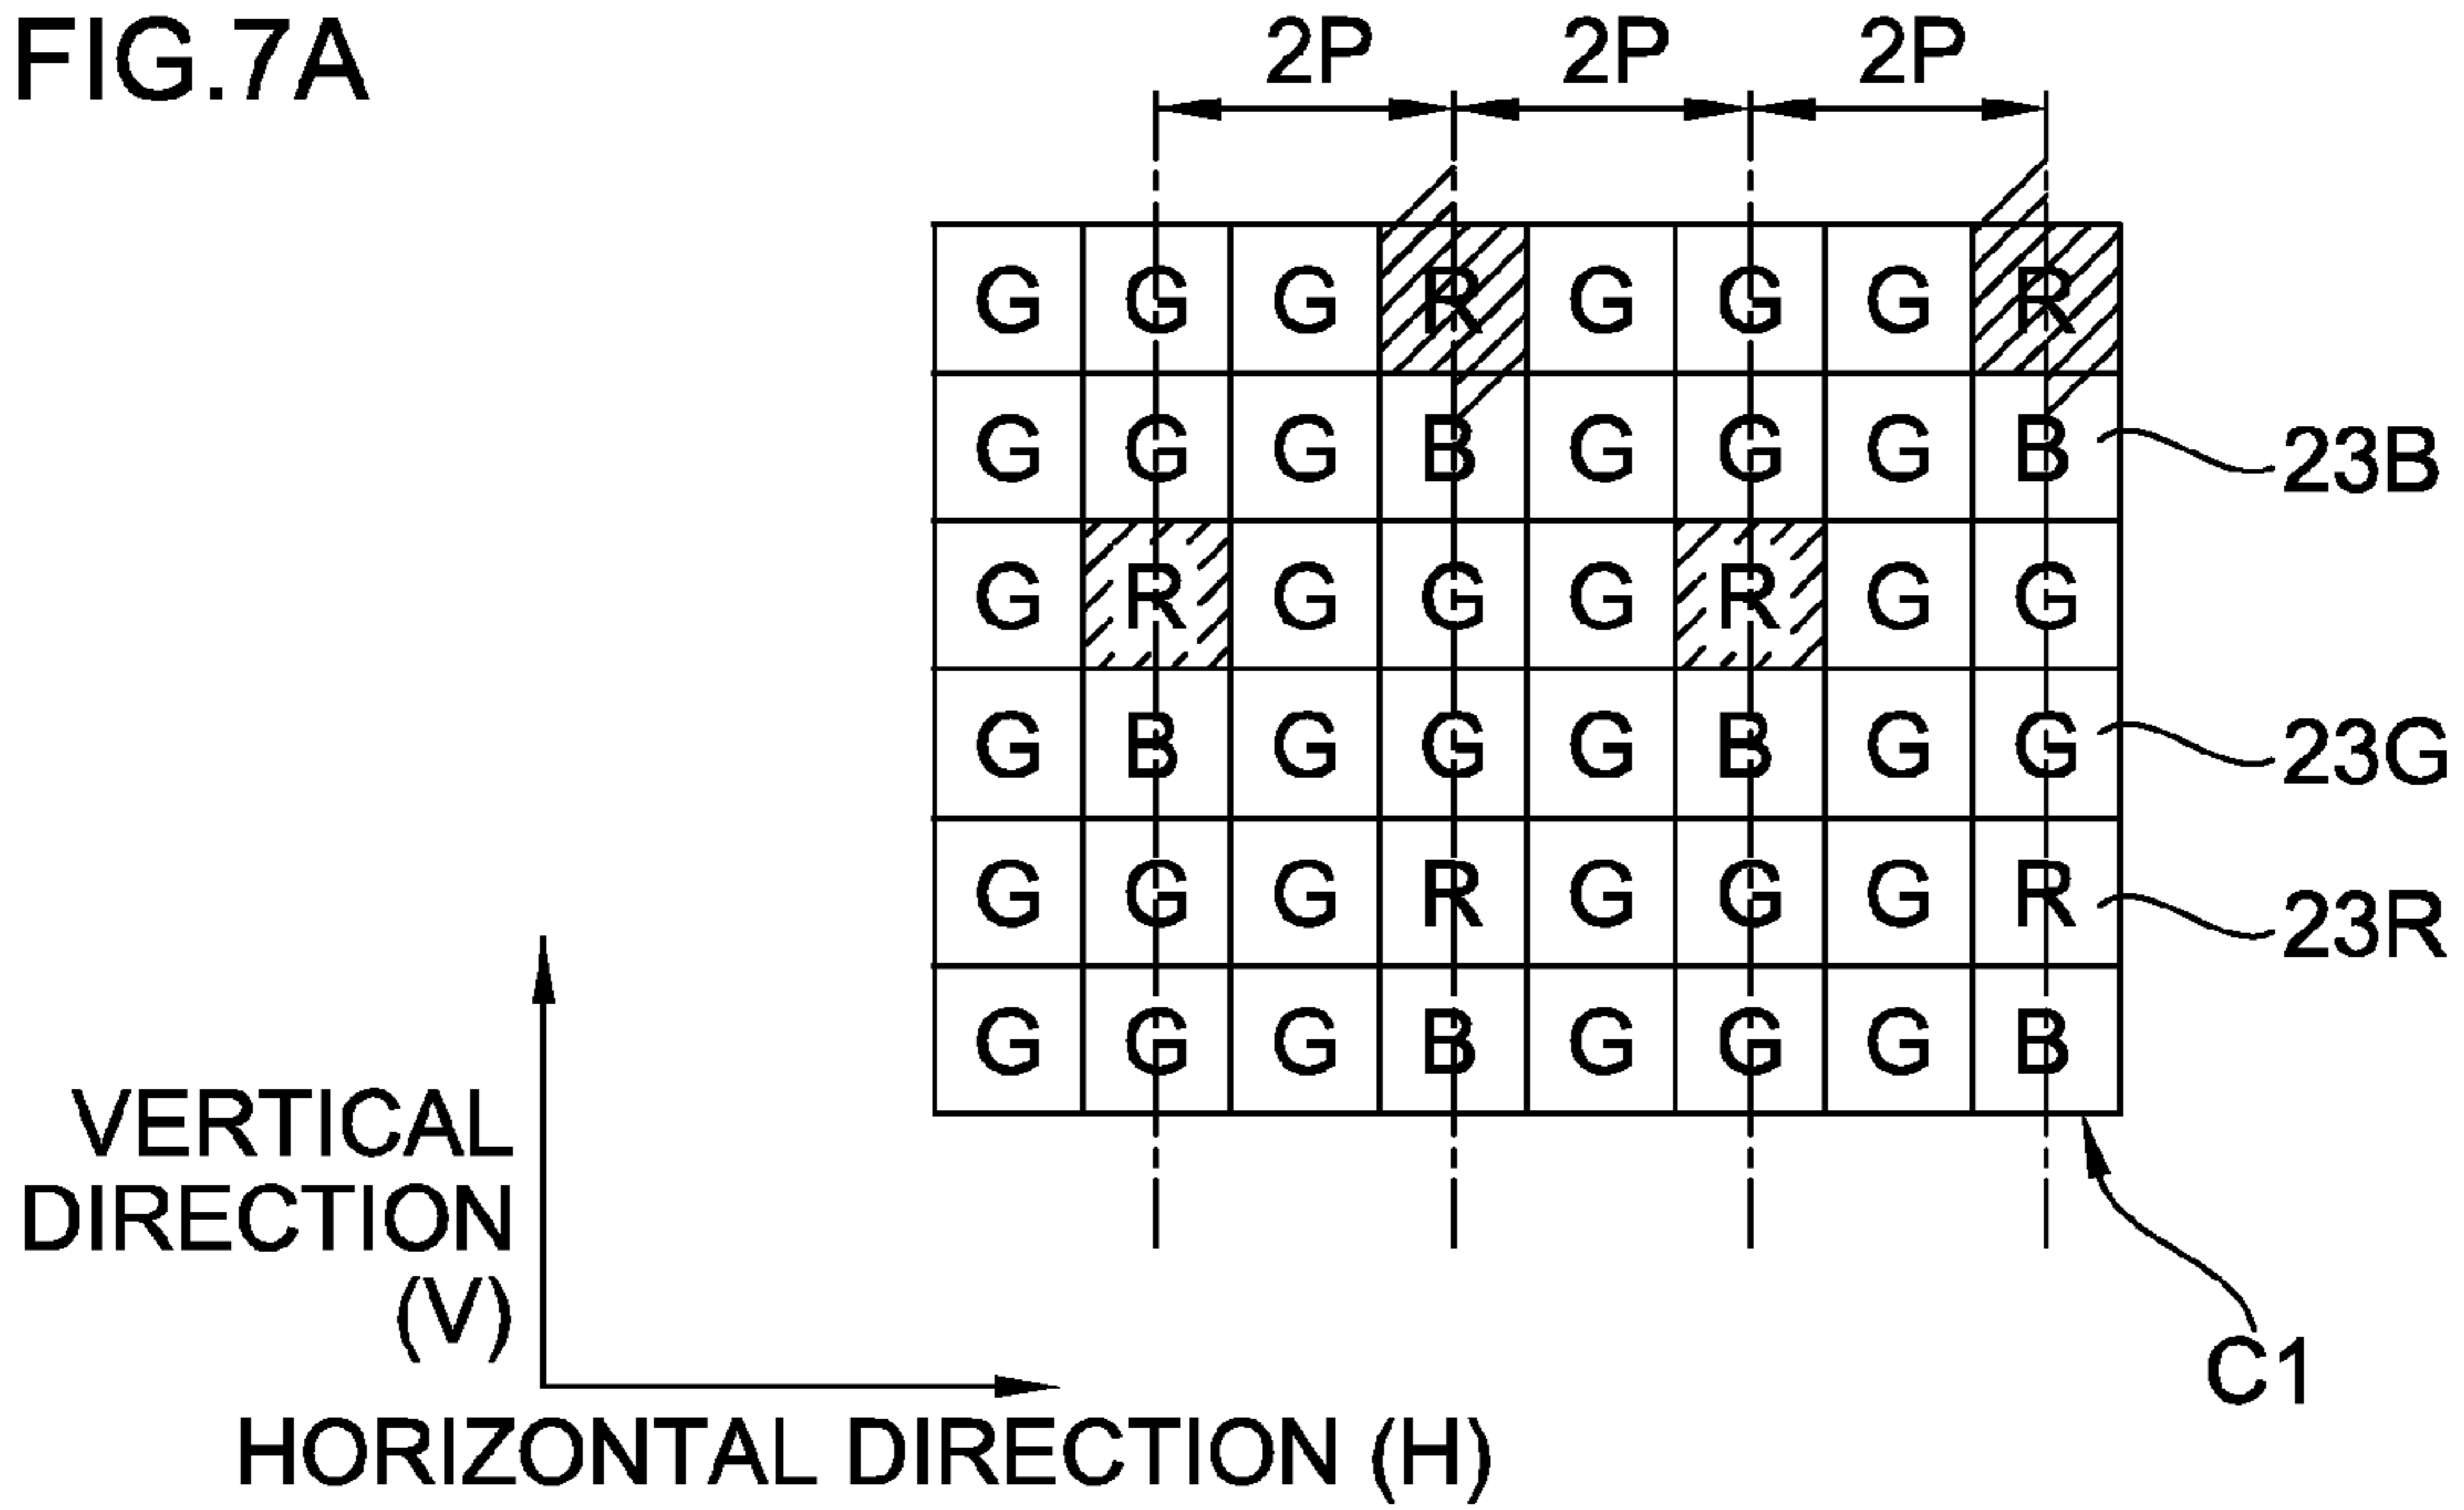 FIG.7A
2P 2P 2P
G G G R G G G R
G G G B G G G B 23B
G R G G G R G G
G B G G G B G G 23G
G G G R G G G R 23R
G G G B G G G B
VERTICAL
DIRECTION
(V)
C1
HORIZONTAL DIRECTION (H)